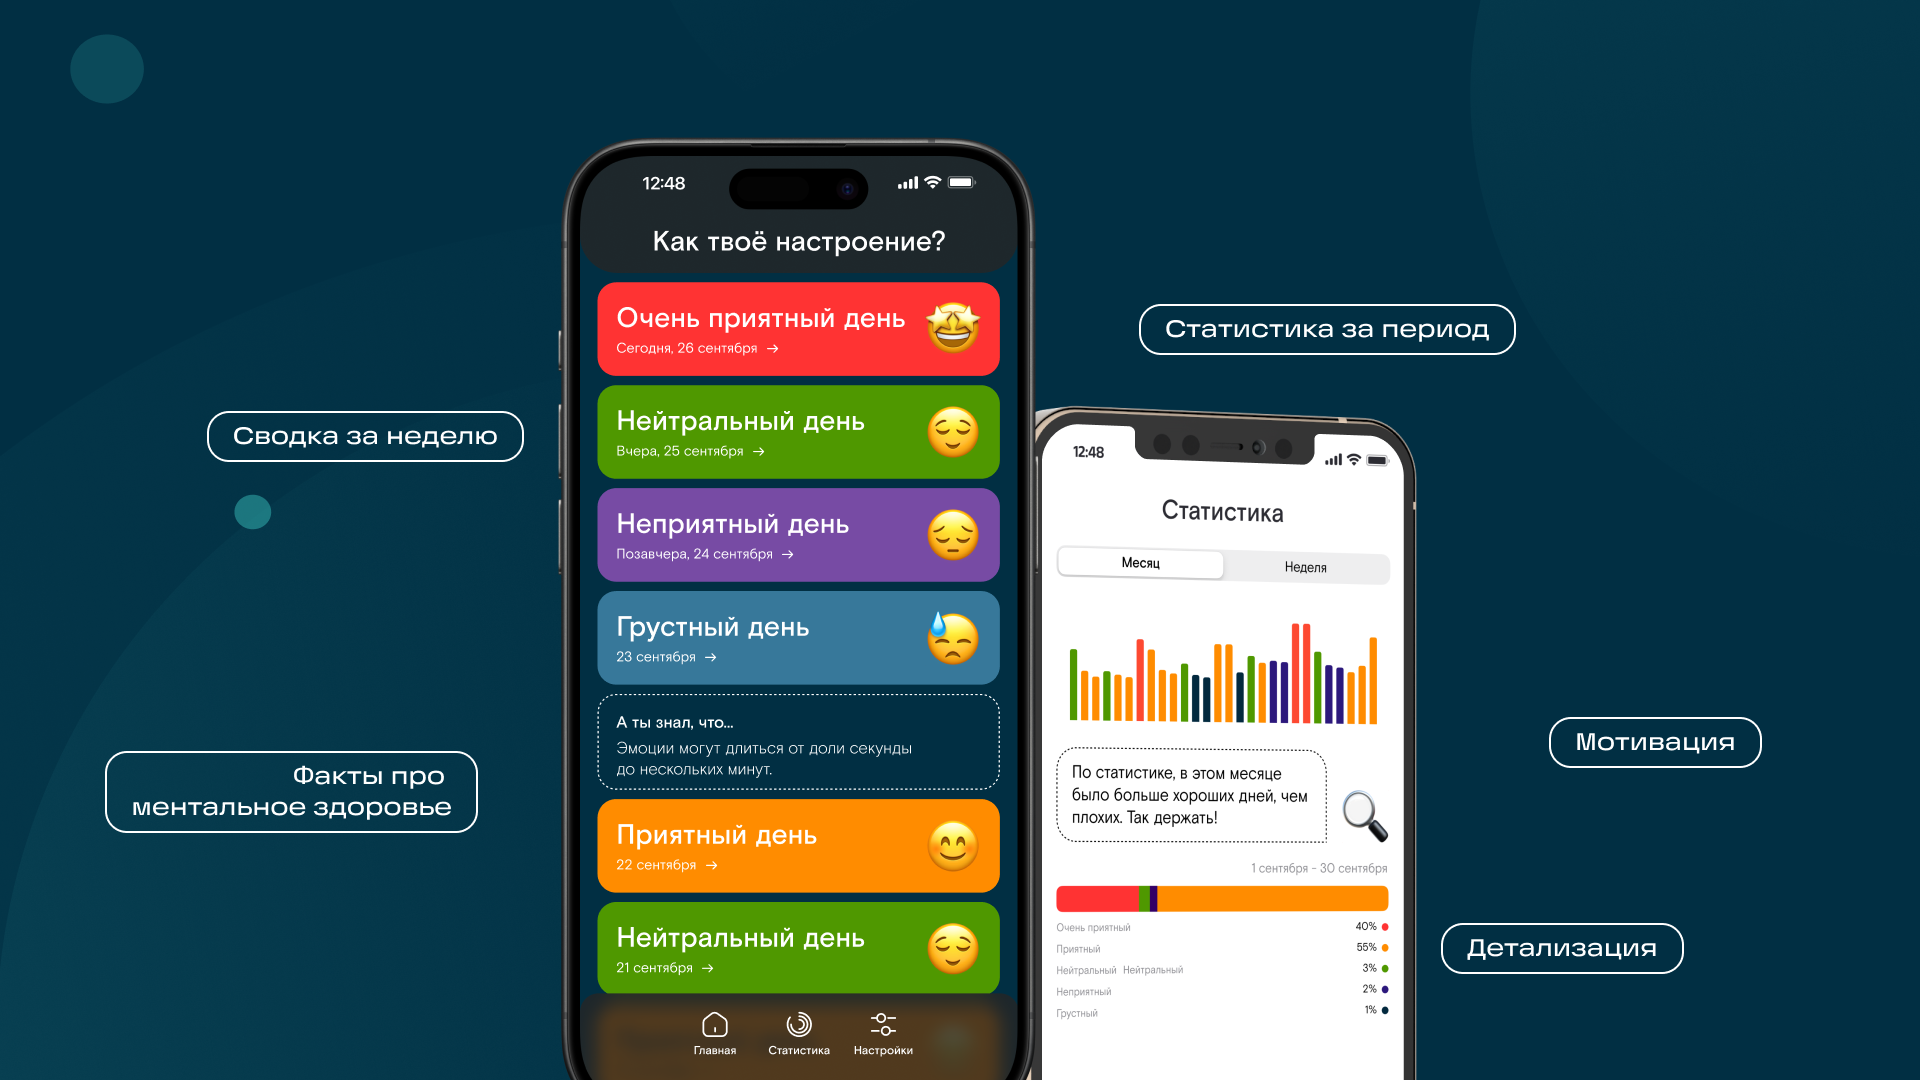 12:48
Как твоё настроение?
Очень приятный день
Сегодня, 26 сентября →
Нейтральный день
Вчера, 25 сентября →
Неприятный день
Позавчера, 24 сентября →
Грустный день
23 сентября →
А ты знал, что...
Эмоции могут длиться от доли секунды
до нескольких минут.
Приятный день
22 сентября →
Нейтральный день
21 сентября →
Главная
Статистика
Настройки
Сводка за неделю
Факты про
ментальное здоровье
Статистика за период
12:48
Статистика
Месяц
Неделя
По статистике, в этом месяце
было больше хороших дней, чем
плохих. Так держать!
1 сентября - 30 сентября
Очень приятный 40%
Приятный 55%
Нейтральный Нейтральный 3%
Неприятный 2%
Грустный 1%
Мотивация
Детализация